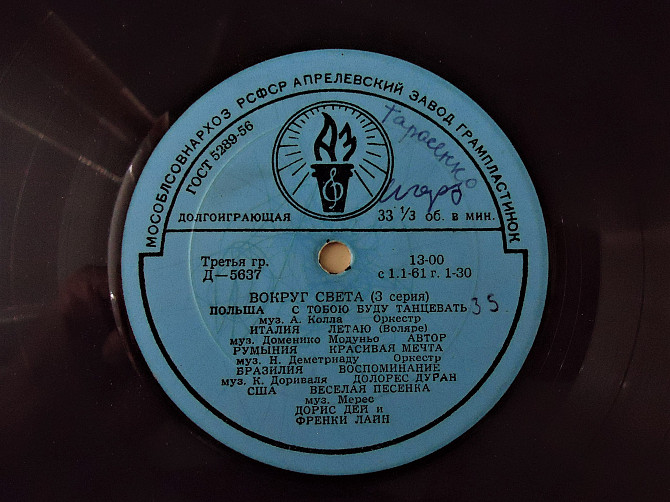 МОСОБЛСОВНАРХОЗ РСФСР АПРЕЛЕВСКИЙ ЗАВОД ГРАМПЛАСТИНОК
ГОСТ 5289-56
АЗ
Тарасенко
Игорь
ДОЛГОИГРАЮЩАЯ 33 ⅓ об. в мин.
Третья гр. 13-00
Д—5637 с 1.1-61 г. 1-30
ВОКРУГ СВЕТА (3 серия)
ПОЛЬША С ТОБОЮ БУДУ ТАНЦЕВАТЬ 35
муз. А. Колла Оркестр
ИТАЛИЯ ЛЕТАЮ (Воляре)
муз. Доменико Модуньо АВТОР
РУМЫНИЯ КРАСИВАЯ МЕЧТА
муз. Н. Деметриаду Оркестр
БРАЗИЛИЯ ВОСПОМИНАНИЕ
муз. К. Дориваля ДОЛОРЕС ДУРАН
США ВЕСЕЛАЯ ПЕСЕНКА
муз. Мерес
ДОРИС ДЕЙ и
ФРЕНКИ ЛАЙН